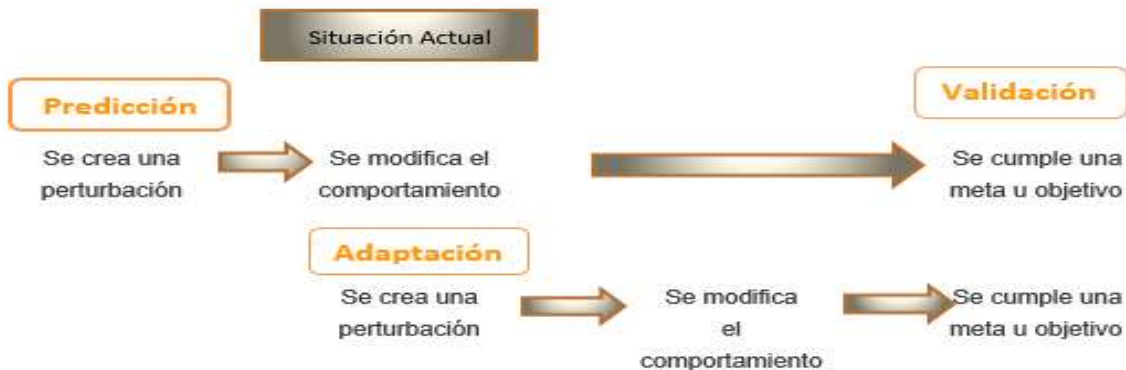 Situación Actual
Predicción
Validación
Se crea una
perturbación
Se modifica el
comportamiento
Se cumple una
meta u objetivo
Adaptación
Se crea una
perturbación
Se modifica
el
comportamiento
Se cumple una
meta u objetivo